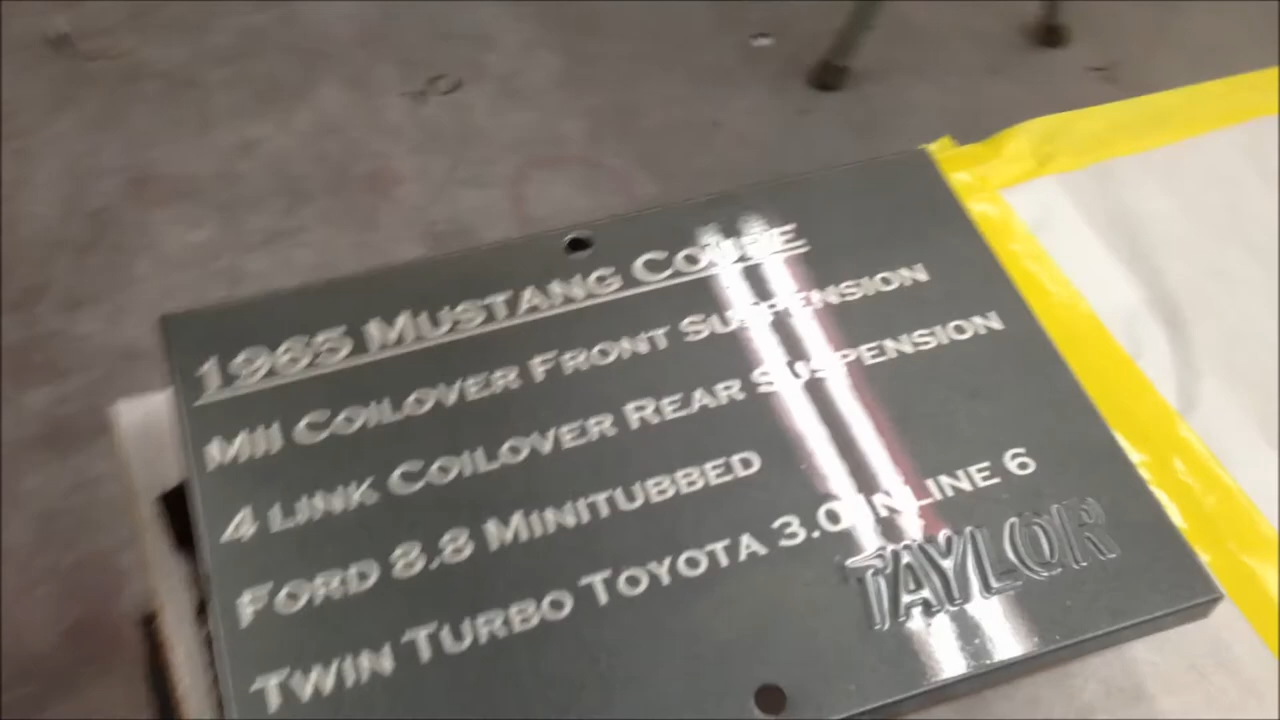 1965 MUSTANG COUPE
MII COILOVER FRONT SUSPENSION
4 LINK COILOVER REAR SUSPENSION
FORD 8.8 MINITUBBED
TWIN TURBO TOYOTA 3.0 INLINE 6
TAYLOR